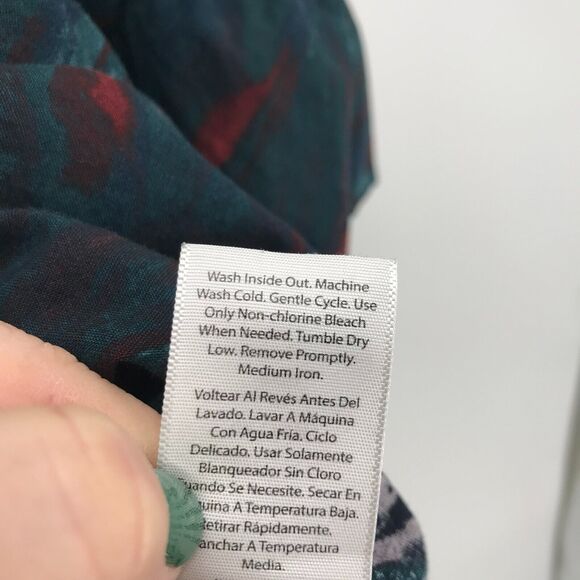 Wash Inside Out. Machine
Wash Cold. Gentle Cycle. Use
Only Non-chlorine Bleach
When Needed. Tumble Dry
Low. Remove Promptly.
Medium Iron.
Voltear Al Revés Antes Del
Lavado. Lavar A Máquina
Con Agua Fría. Ciclo
Delicado. Usar Solamente
Blanqueador Sin Cloro
Se Necesite. Secar En
A Temperatura Baja.
Rápidamente.
A Temperatura
Media.